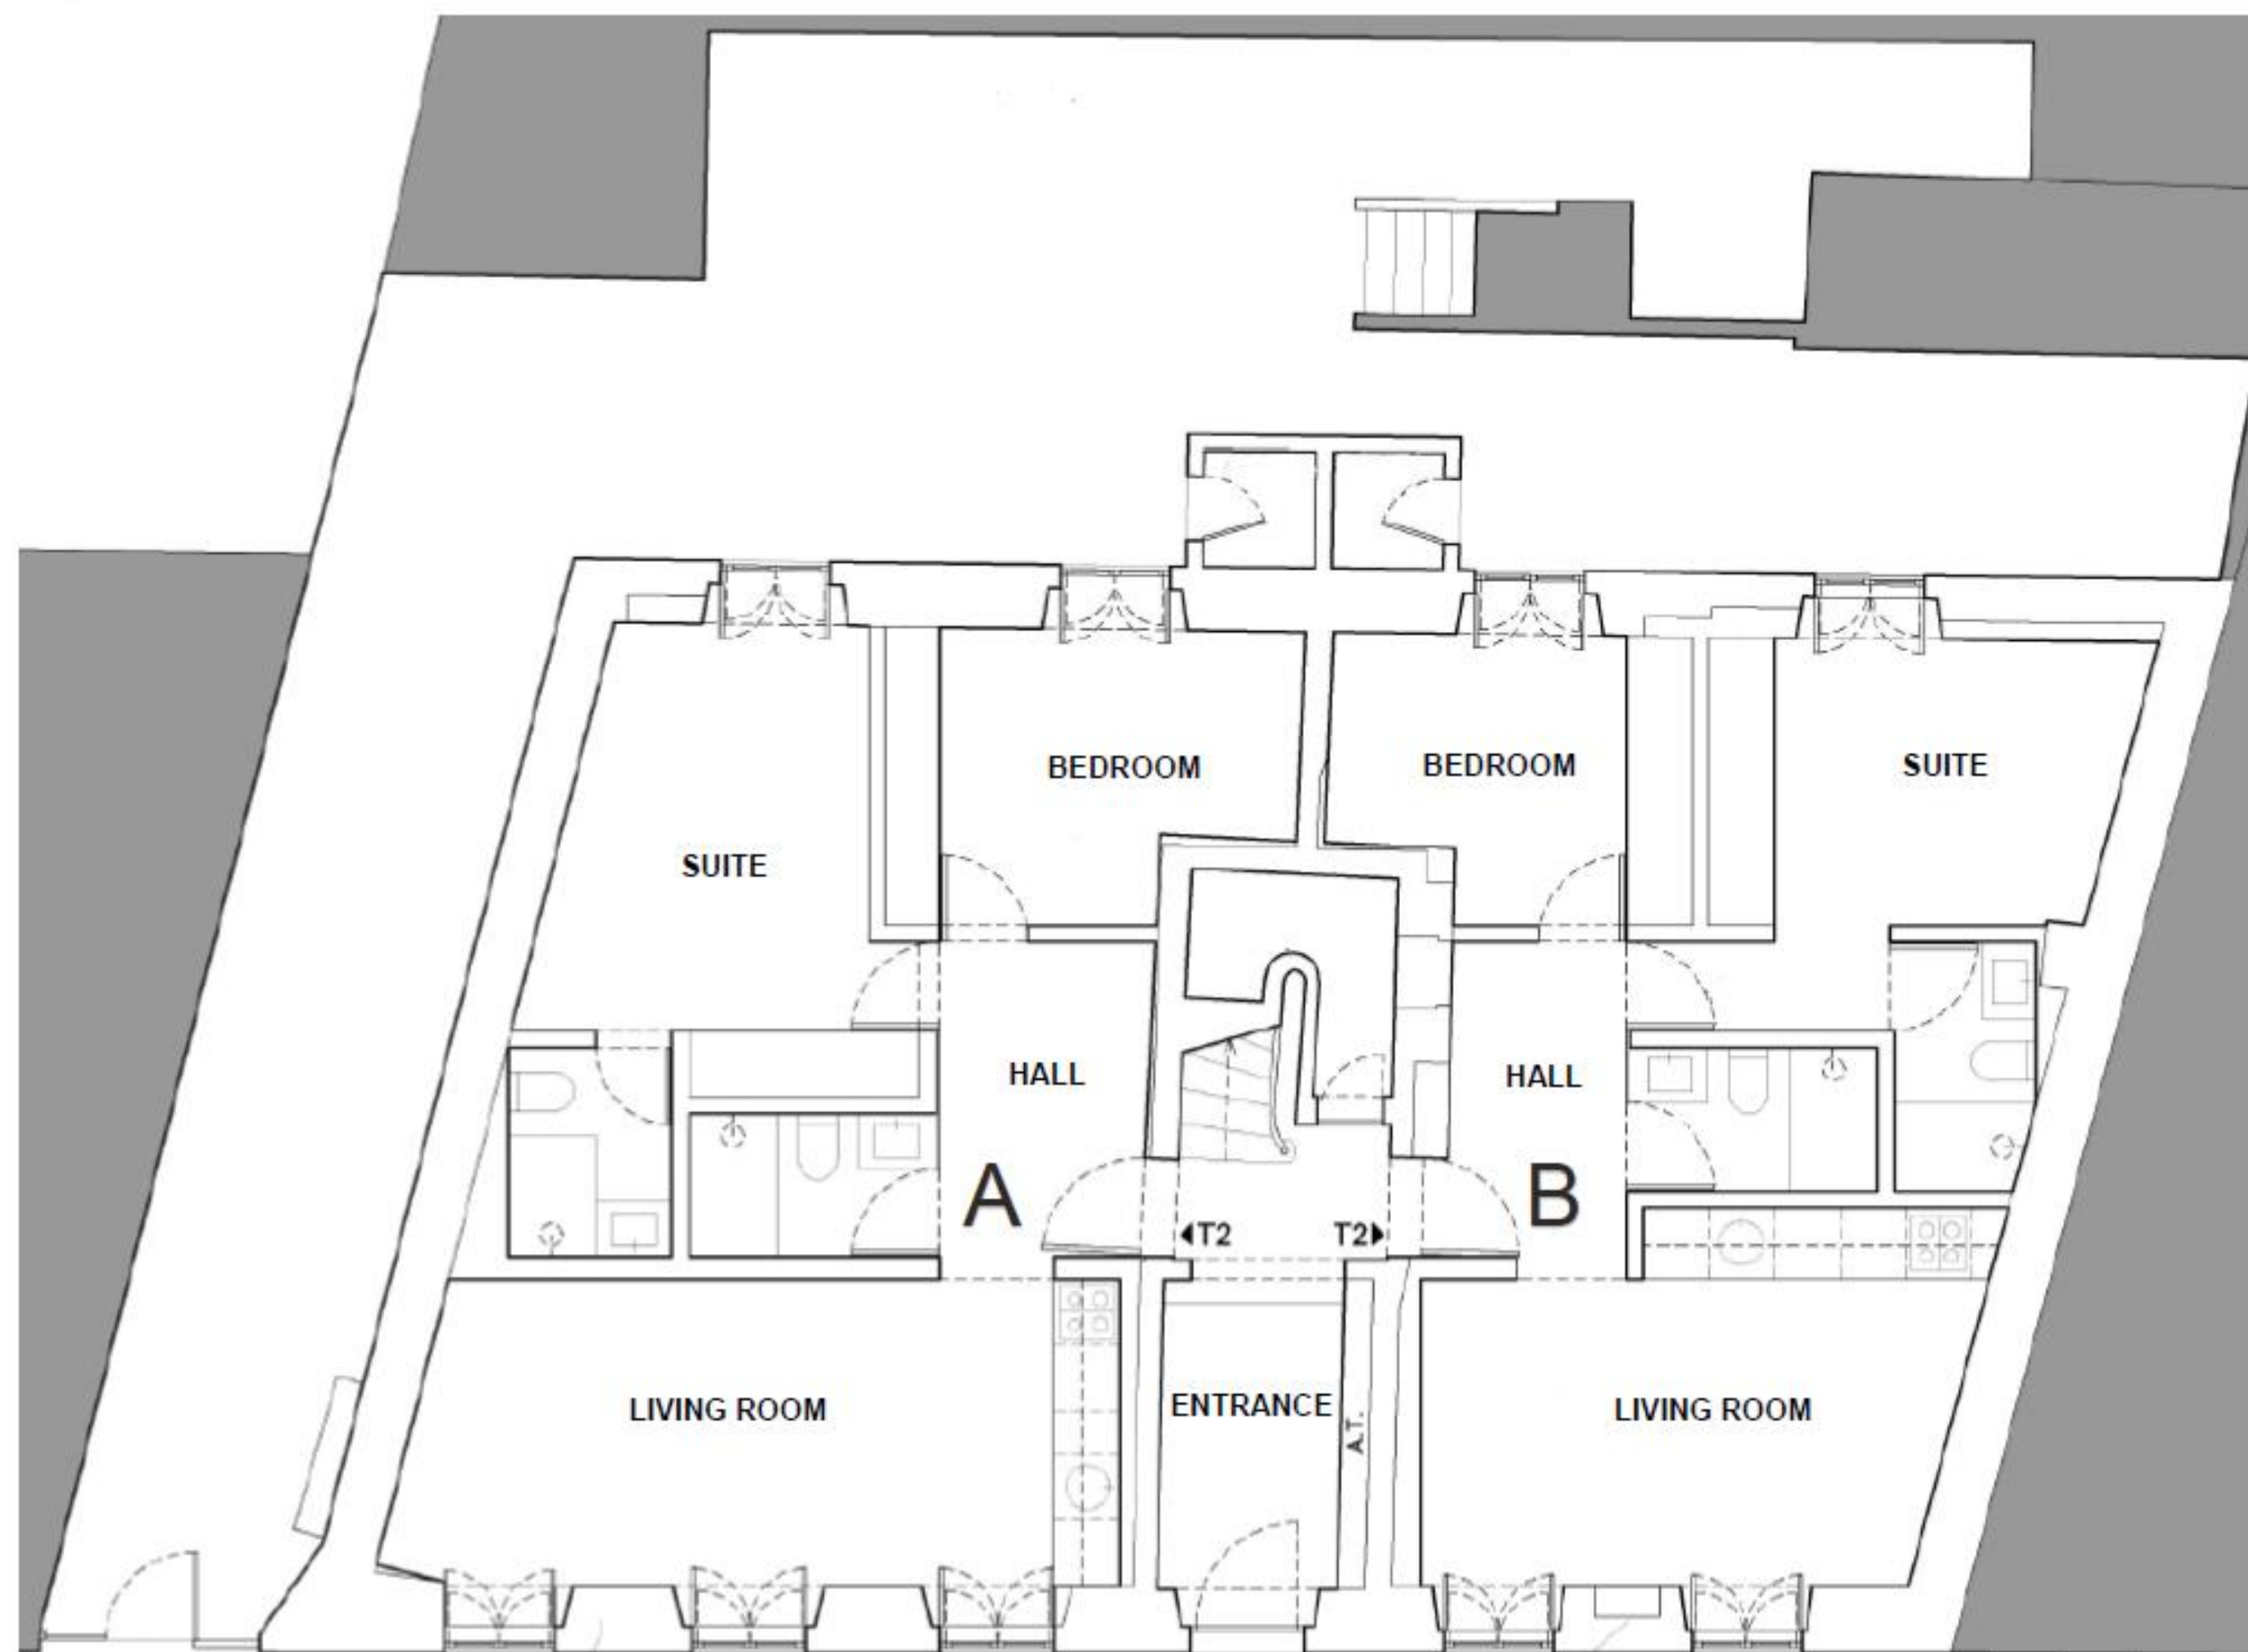 BEDROOM
BEDROOM
SUITE
SUITE
HALL
HALL
A
B
T2
T2
LIVING ROOM
ENTRANCE
A.T.
LIVING ROOM